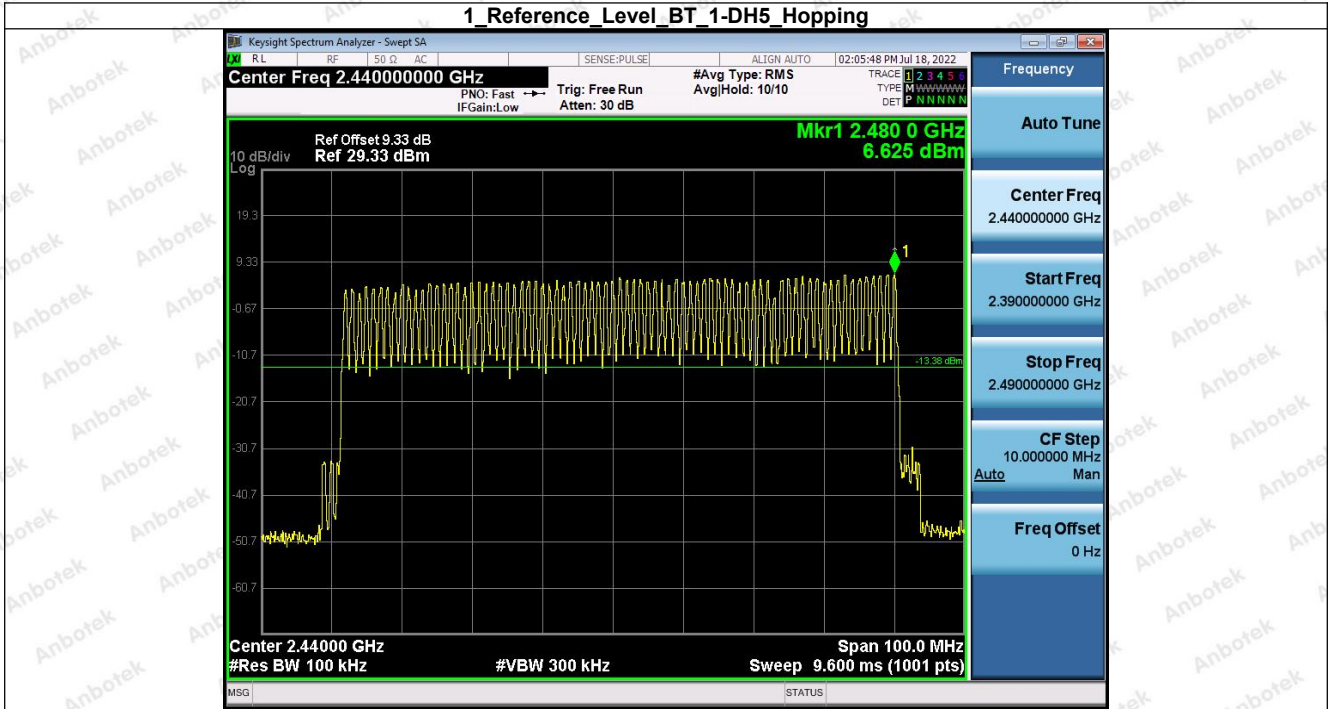 1_Reference_Level_BT_1-DH5_Hopping
Keysight Spectrum Analyzer - Swept SA
LXI RL RF 50 Ω AC SENSE:PULSE ALIGN AUTO 02:05:48 PM Jul 18, 2022
Center Freq 2.440000000 GHz
PNO: Fast
IFGain:Low
Trig: Free Run
Atten: 30 dB
#Avg Type: RMS
Avg|Hold: 10/10
TRACE 1 2 3 4 5 6
TYPE M WWWWW
DET P N N N N N
Ref Offset 9.33 dB
10 dB/div Ref 29.33 dBm
Log
Mkr1 2.480 0 GHz
6.625 dBm
19.3
9.33
-0.67
-10.7
-20.7
-30.7
-40.7
-50.7
-60.7
1
-13.38 dBm
Center 2.44000 GHz Span 100.0 MHz
#Res BW 100 kHz #VBW 300 kHz Sweep 9.600 ms (1001 pts)
MSG STATUS
Frequency
Auto Tune
Center Freq
2.440000000 GHz
Start Freq
2.390000000 GHz
Stop Freq
2.490000000 GHz
CF Step
10.000000 MHz
Auto Man
Freq Offset
0 Hz
Anbotek